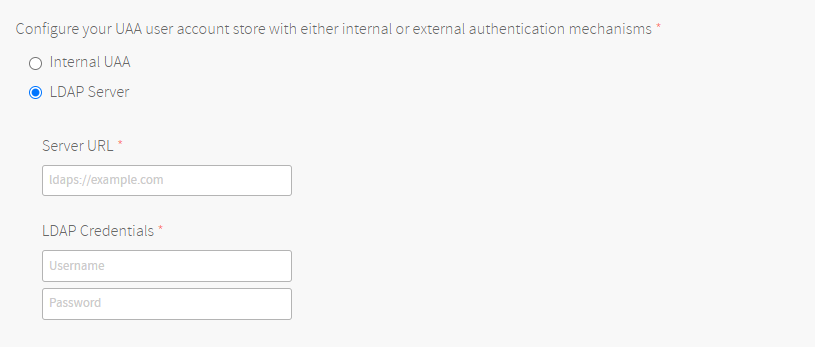 Configure your UAA user account store with either internal or external authentication mechanisms *
Internal UAA
LDAP Server
Server URL *
ldaps://example.com
LDAP Credentials *
Username
Password